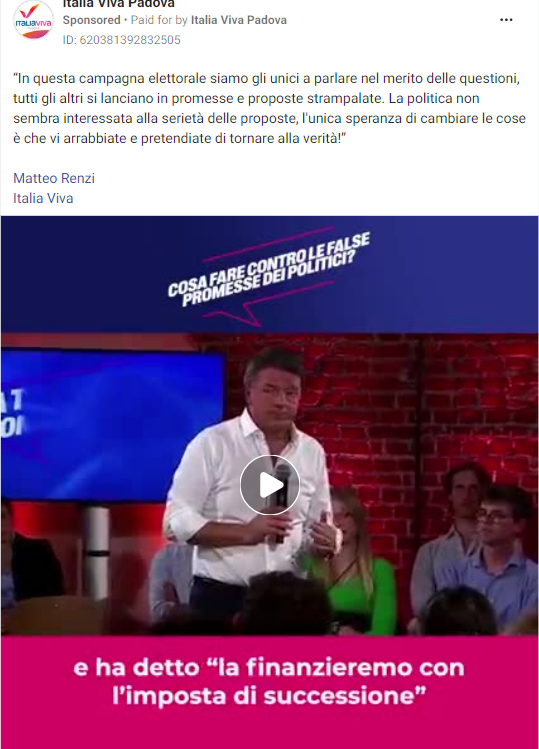 Italia Viva Padova
Sponsored • Paid for by Italia Viva Padova
ID: 620381392832505
ITALIAVIVA
“In questa campagna elettorale siamo gli unici a parlare nel merito delle questioni,
tutti gli altri si lanciano in promesse e proposte strampalate. La politica non
sembra interessata alla serietà delle proposte, l'unica speranza di cambiare le cose
è che vi arrabbiate e pretendiate di tornare alla verità!”
Matteo Renzi
Italia Viva
COSA FARE CONTRO LE FALSE
PROMESSE DEI POLITICI?
e ha detto “la finanzieremo con
l’imposta di successione”